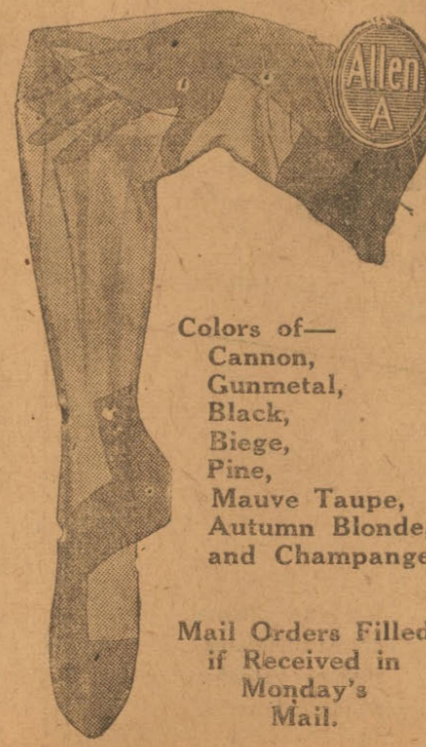 Allen
A
Colors of—
Cannon,
Gunmetal,
Black,
Biege,
Pine,
Mauve Taupe,
Autumn Blonde,
and Champange
Mail Orders Filled
if Received in
Monday's
Mail.